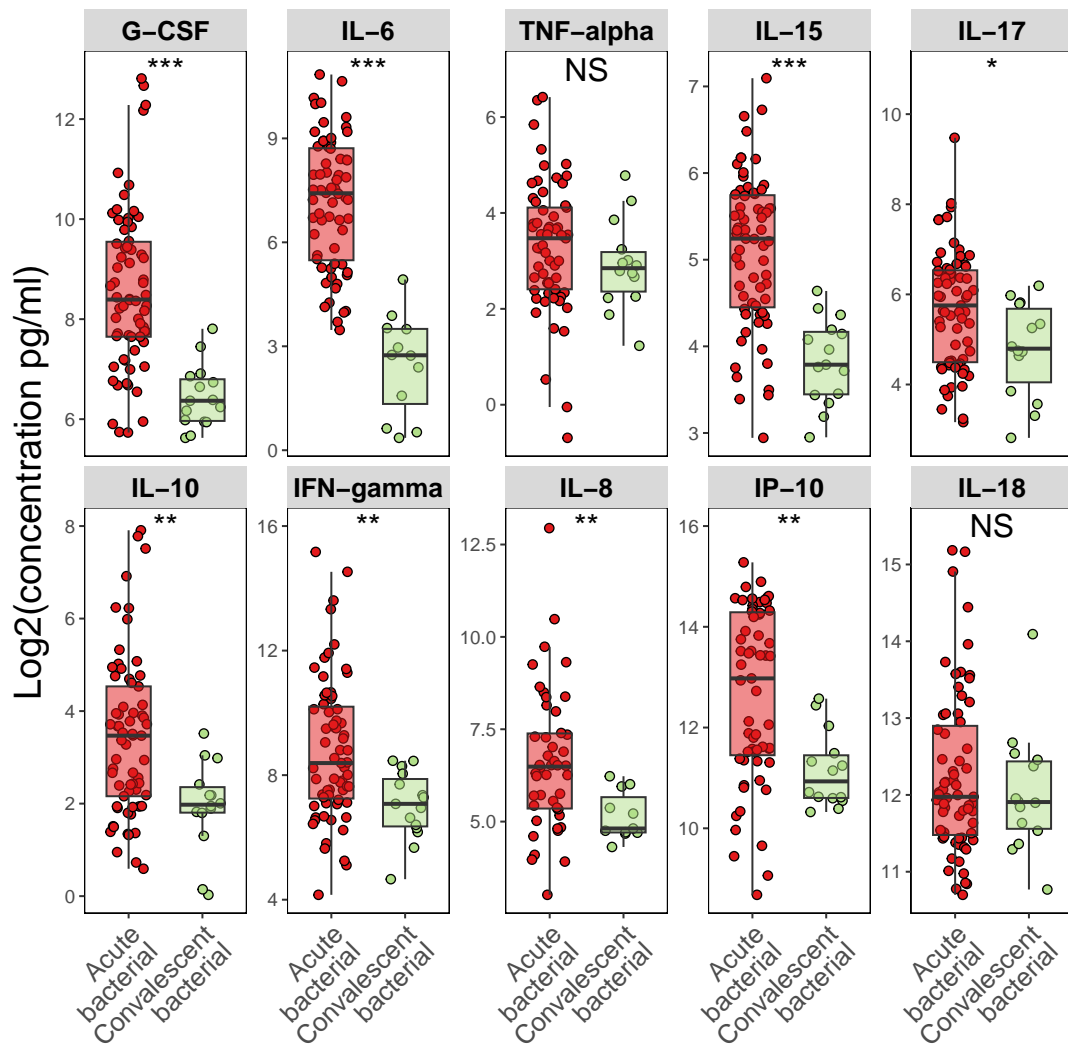 Log2(concentration pg/ml)
G−CSF
***
12
10
8
6
IL−6
***
9
6
3
0
TNF−alpha
NS
6
4
2
0
IL−15
***
7
6
5
4
3
IL−17
*
10
8
6
4
IL−10
**
8
6
4
2
0
IFN−gamma
**
16
12
8
4
IL−8
**
12.5
10.0
7.5
5.0
IP−10
**
16
14
12
10
IL−18
NS
15
14
13
12
11
Acute
bacterial
Convalescent
bacterial
Acute
bacterial
Convalescent
bacterial
Acute
bacterial
Convalescent
bacterial
Acute
bacterial
Convalescent
bacterial
Acute
bacterial
Convalescent
bacterial